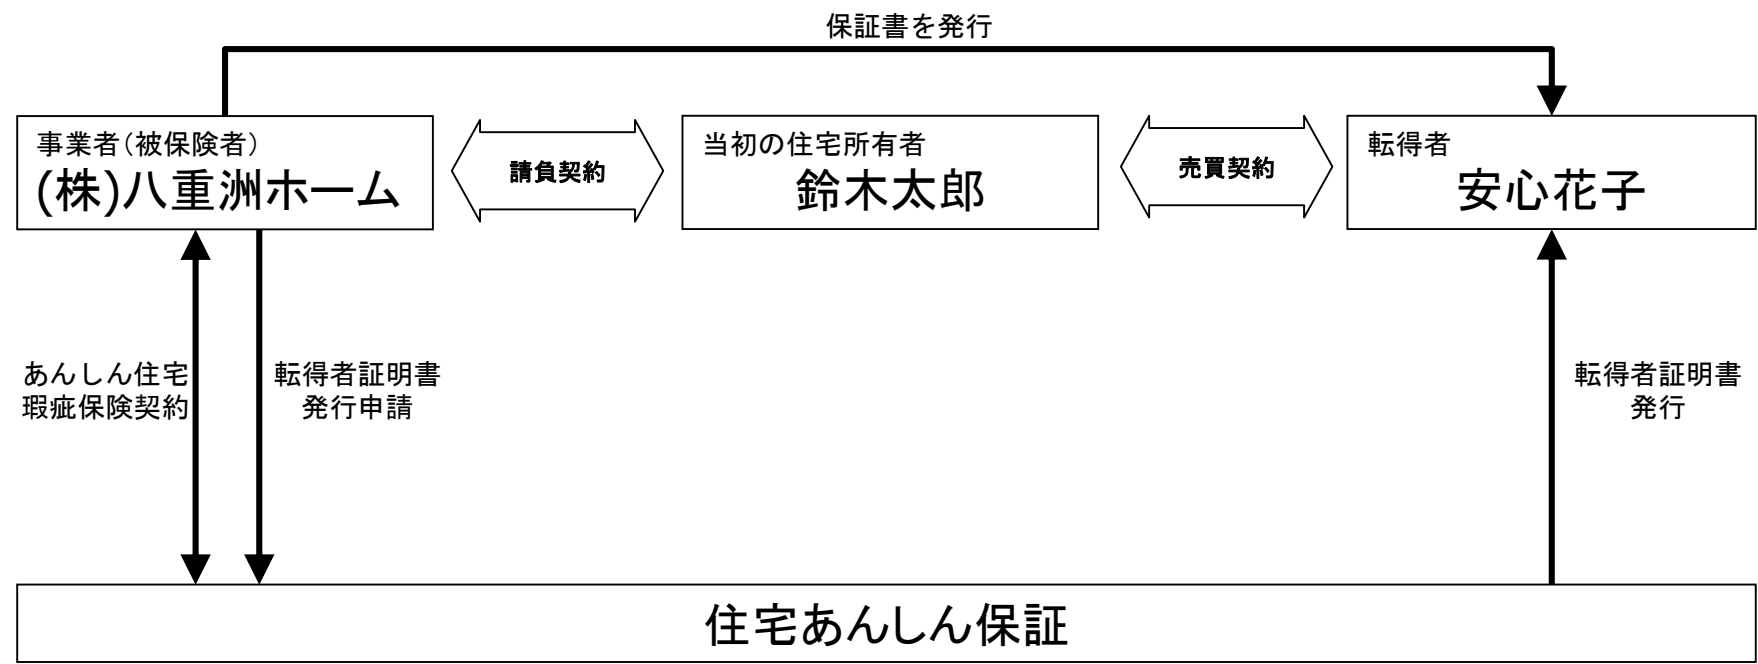 保証書を発行
事業者（被保険者）
(株)八重洲ホーム
請負契約
当初の住宅所有者
鈴木太郎
売買契約
転得者
安心花子
あんしん住宅
瑕疵保険契約
転得者証明書
発行申請
転得者証明書
発行
住宅あんしん保証